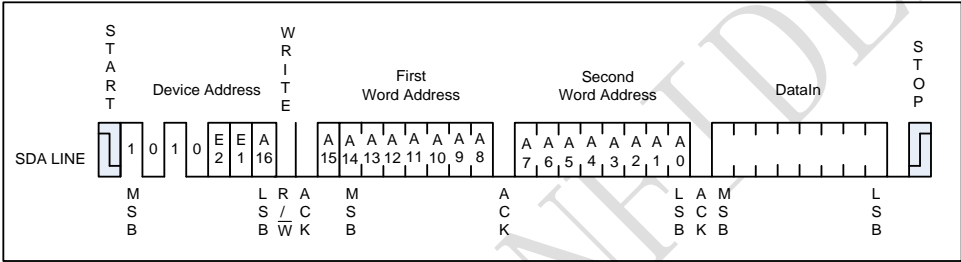 START
WRITE
STOP
Device Address
First
Word Address
Second
Word Address
DataIn
SDA LINE
1 0 1 0 E2 E1 A16 A15 A14 A13 A12 A11 A10 A9 A8 A7 A6 A5 A4 A3 A2 A1 A0
MSB
LSB
R/W̅
ACK
MSB
ACK
LSB
ACK
MSB
LSB